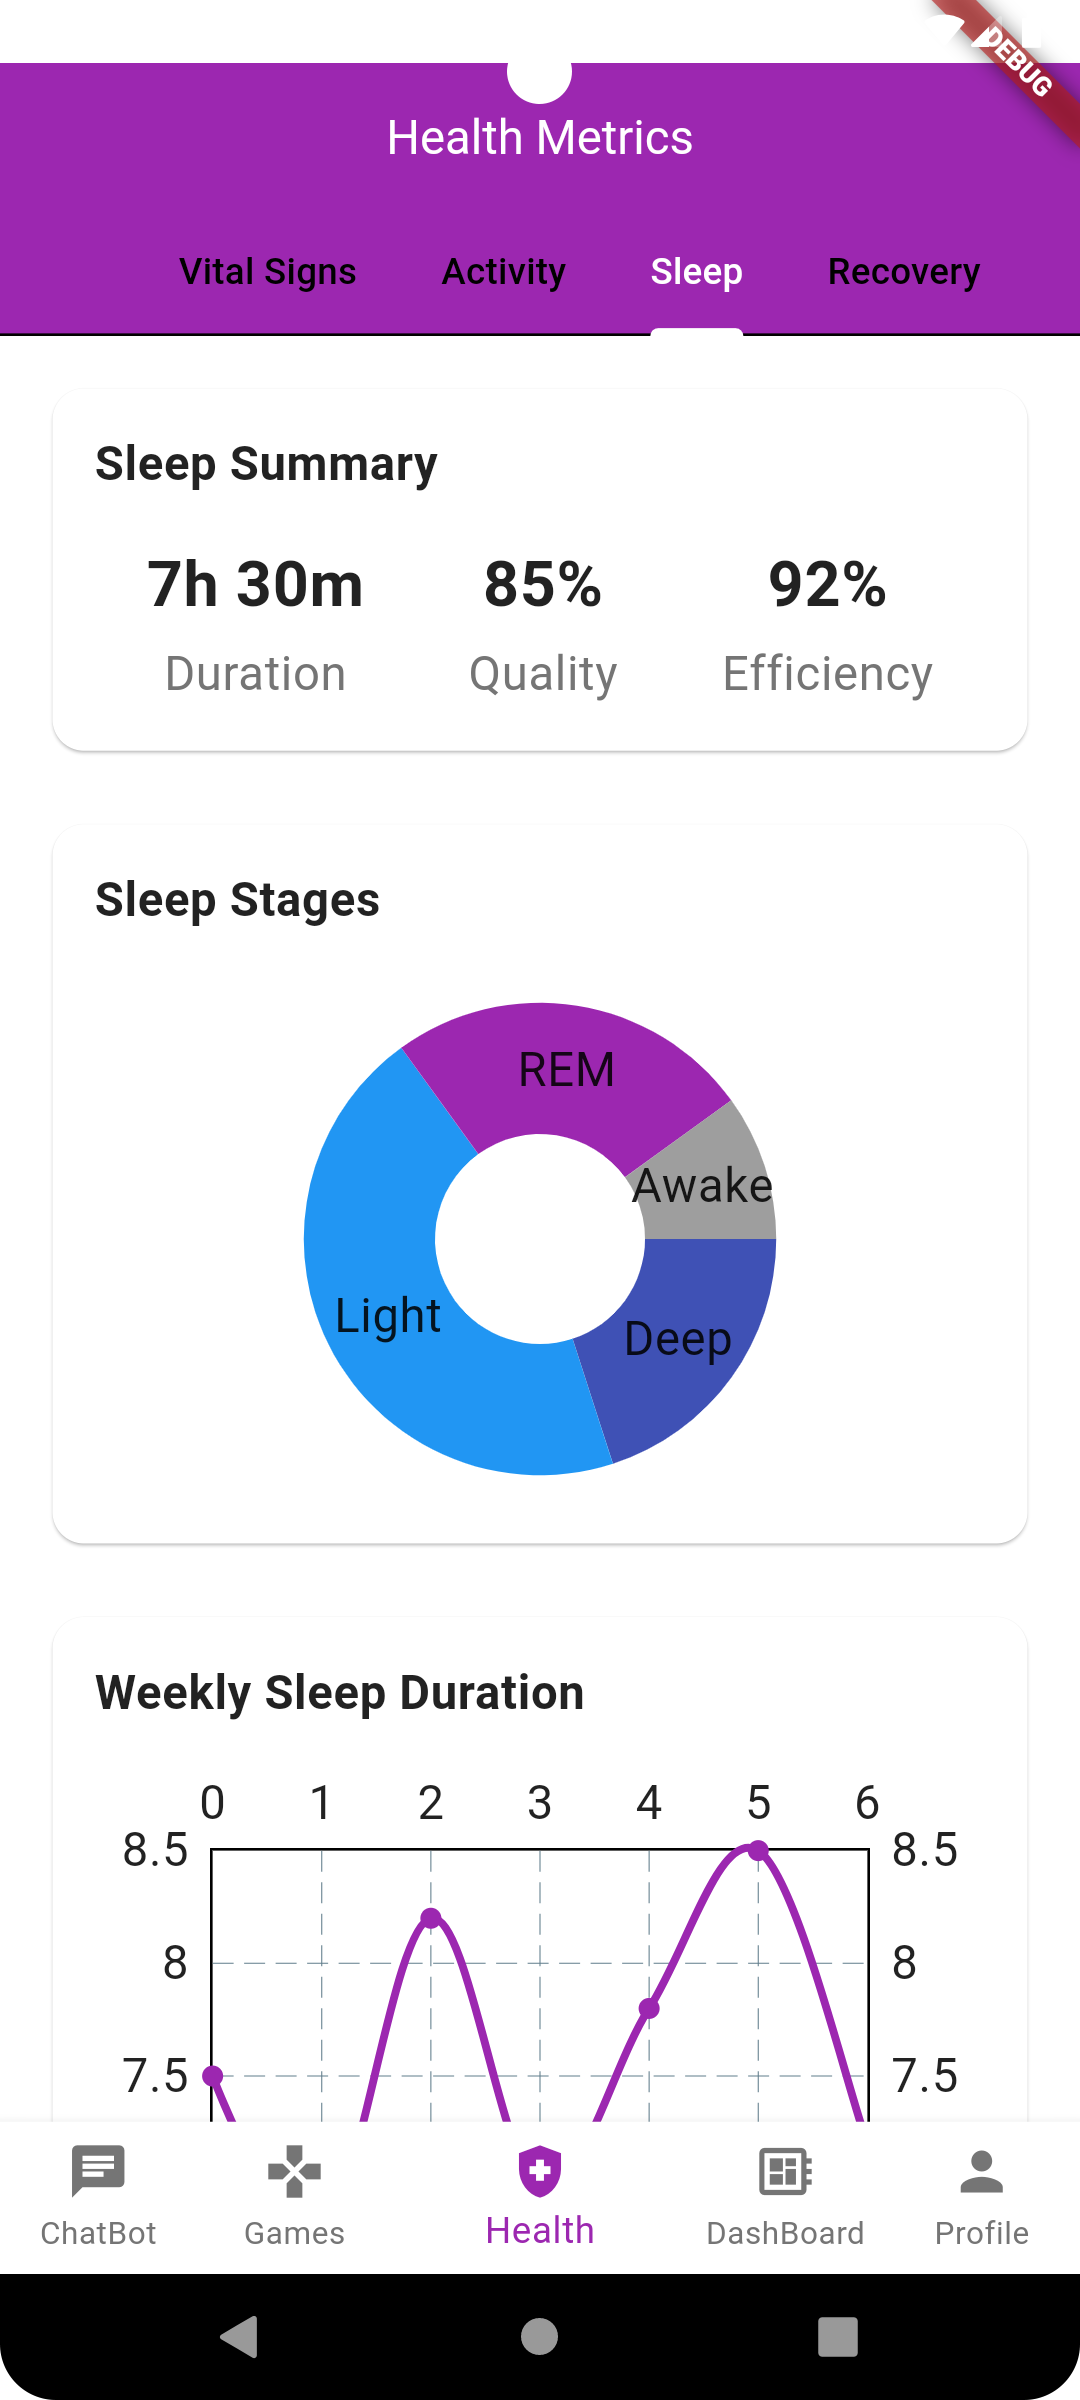 DEBUG
Health Metrics
Vital Signs Activity Sleep Recovery
Sleep Summary
7h 30m 85% 92%
Duration Quality Efficiency
Sleep Stages
REM
Awake
Light
Deep
Weekly Sleep Duration
0 1 2 3 4 5 6
8.5 8.5
8 8
7.5 7.5
ChatBot Games Health DashBoard Profile